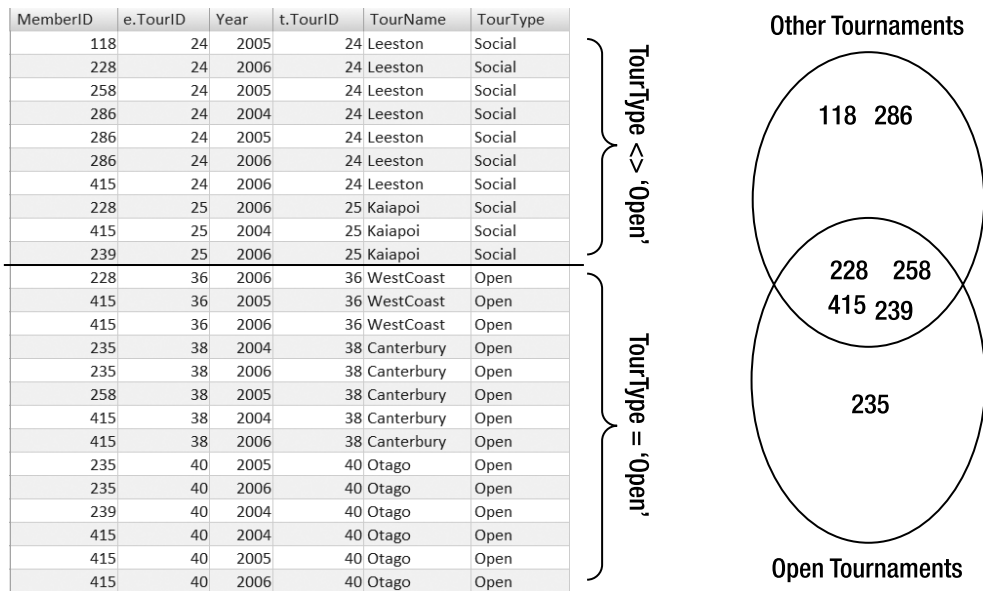 MemberID e.TourID Year t.TourID TourName TourType
118 24 2005 24 Leeston Social
228 24 2006 24 Leeston Social
258 24 2005 24 Leeston Social
286 24 2004 24 Leeston Social
286 24 2005 24 Leeston Social
286 24 2006 24 Leeston Social
415 24 2006 24 Leeston Social
228 25 2006 25 Kaiapoi Social
415 25 2004 25 Kaiapoi Social
239 25 2006 25 Kaiapoi Social
228 36 2006 36 WestCoast Open
415 36 2005 36 WestCoast Open
415 36 2006 36 WestCoast Open
235 38 2004 38 Canterbury Open
235 38 2006 38 Canterbury Open
258 38 2005 38 Canterbury Open
415 38 2004 38 Canterbury Open
415 38 2006 38 Canterbury Open
235 40 2005 40 Otago Open
235 40 2006 40 Otago Open
239 40 2004 40 Otago Open
415 40 2004 40 Otago Open
415 40 2005 40 Otago Open
415 40 2006 40 Otago Open
TourType <> ‘Open’
TourType = ‘Open’
Other Tournaments
118 286
228 258
415 239
235
Open Tournaments